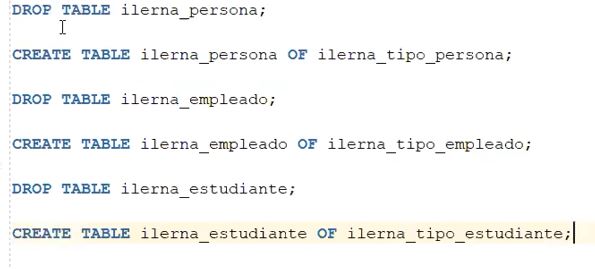 DROP TABLE ilerna_persona;
CREATE TABLE ilerna_persona OF ilerna_tipo_persona;
DROP TABLE ilerna_empleado;
CREATE TABLE ilerna_empleado OF ilerna_tipo_empleado;
DROP TABLE ilerna_estudiante;
CREATE TABLE ilerna_estudiante OF ilerna_tipo_estudiante;